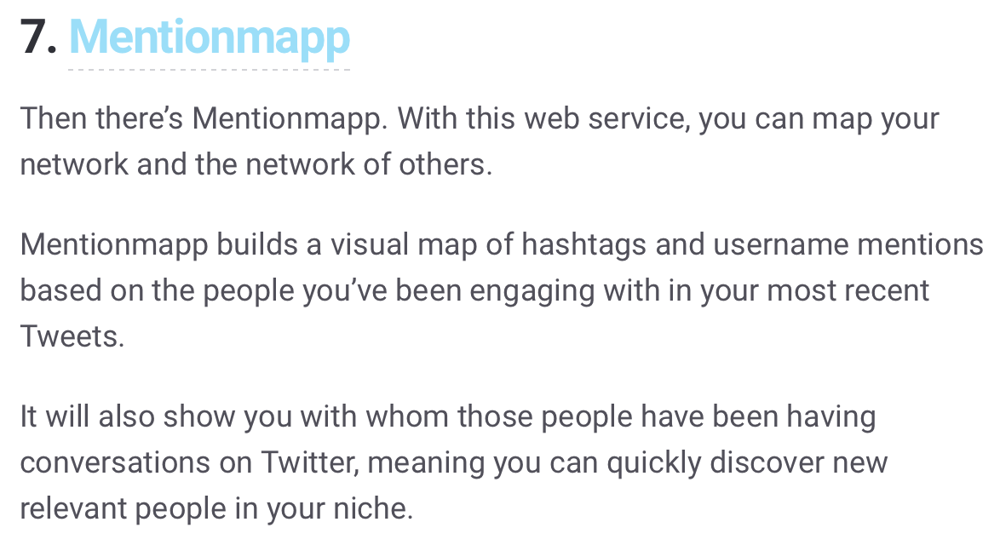 7. Mentionmapp
Then there’s Mentionmapp. With this web service, you can map your
network and the network of others.
Mentionmapp builds a visual map of hashtags and username mentions
based on the people you’ve been engaging with in your most recent
Tweets.
It will also show you with whom those people have been having
conversations on Twitter, meaning you can quickly discover new
relevant people in your niche.